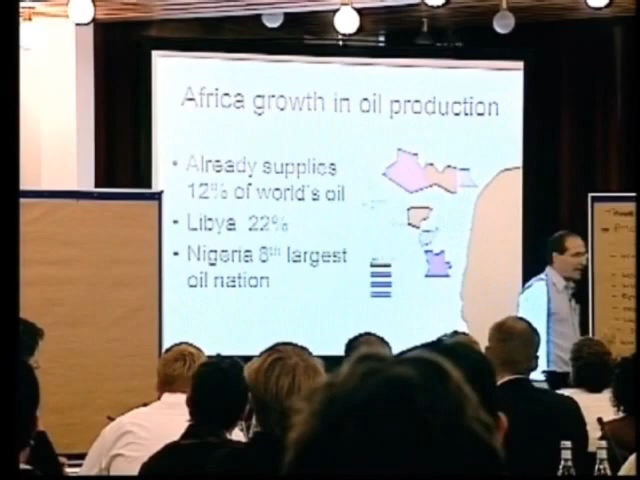 Africa growth in oil production
• Already supplies
12% of world's oil
• Libya 22%
• Nigeria 8th largest
oil nation